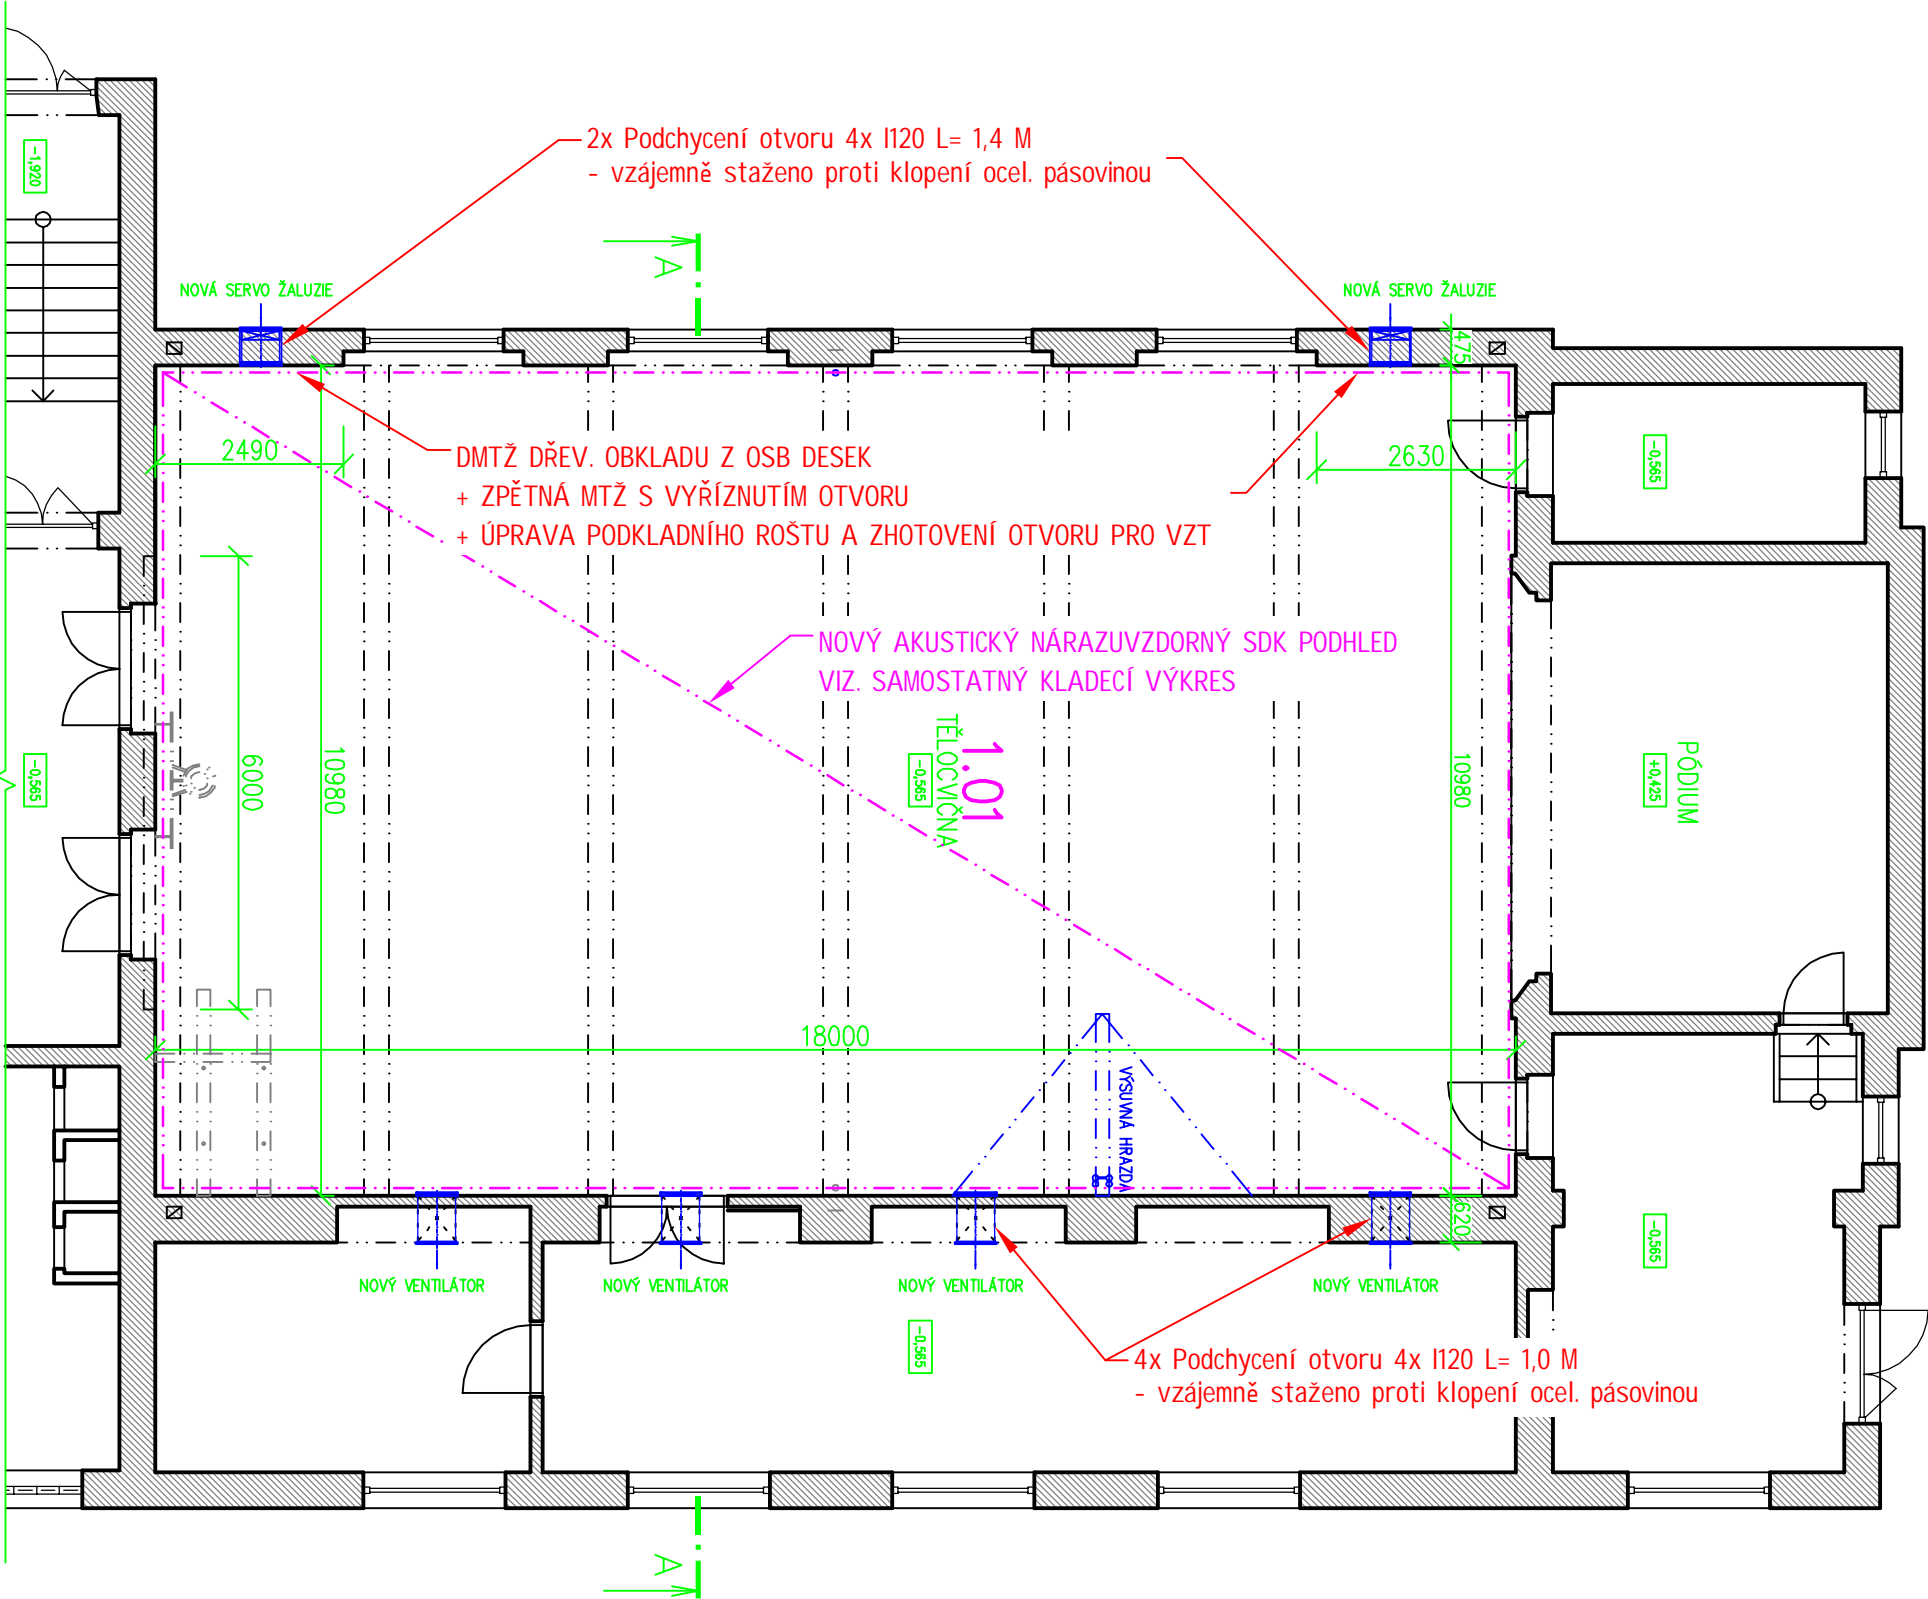 2x Podchycení otvoru 4x I120 L= 1,4 M
- vzájemně staženo proti klopení ocel. pásovinou
-1,920
A
NOVÁ SERVO ŽALUZIE
NOVÁ SERVO ŽALUZIE
475
2490
2630
-0,565
DMTŽ DŘEV. OBKLADU Z OSB DESEK
+ ZPĚTNÁ MTŽ S VYŘÍZNUTÍM OTVORU
+ ÚPRAVA PODKLADNÍHO ROŠTU A ZHOTOVENÍ OTVORU PRO VZT
NOVÝ AKUSTICKÝ NÁRAZUVZDORNÝ SDK PODHLED
VIZ. SAMOSTATNÝ KLADECÍ VÝKRES
-0,565
6000
10980
1.01
TĚLOCVIČNA
-0,565
10980
PÓDIUM
+0,425
18000
VÝSUVNÁ HRAZDA
620
-0,565
NOVÝ VENTILÁTOR
NOVÝ VENTILÁTOR
NOVÝ VENTILÁTOR
NOVÝ VENTILÁTOR
-0,565
4x Podchycení otvoru 4x I120 L= 1,0 M
- vzájemně staženo proti klopení ocel. pásovinou
A